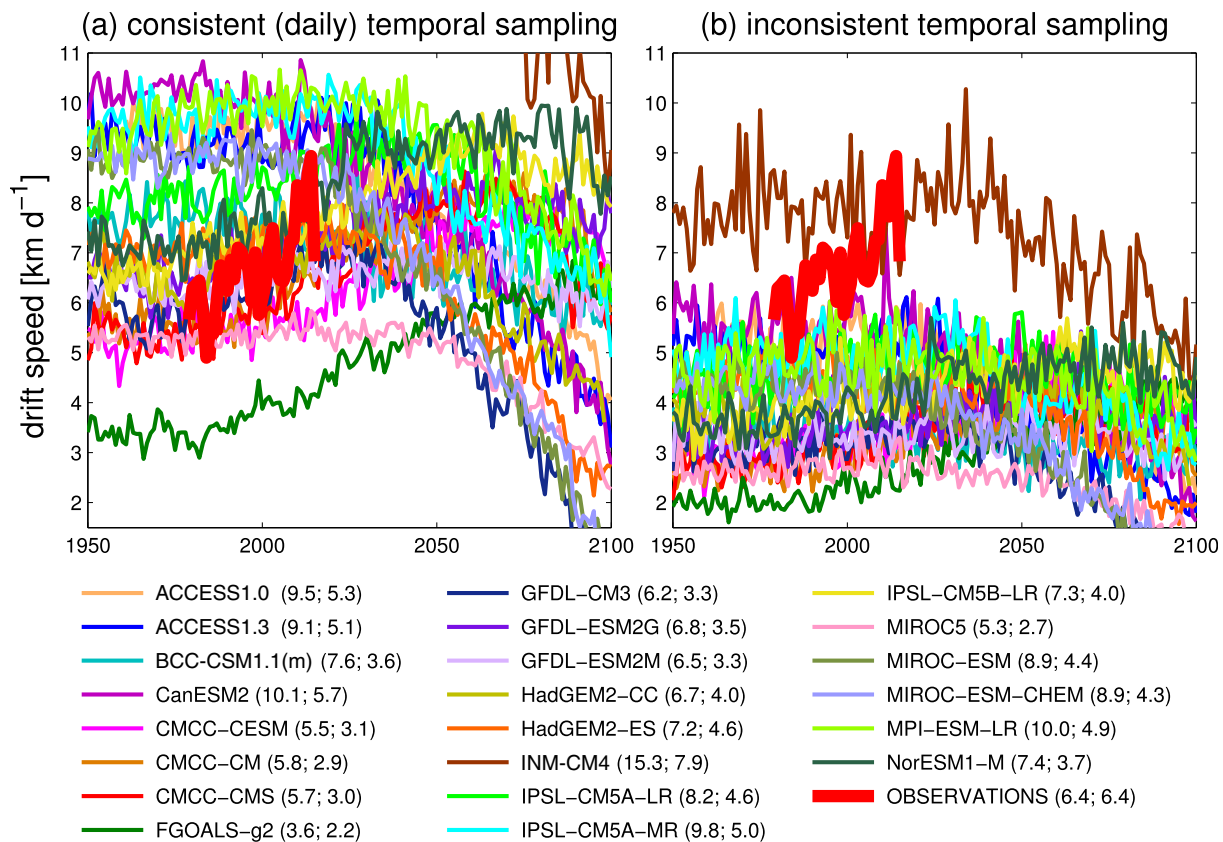 (a) consistent (daily) temporal sampling
(b) inconsistent temporal sampling
drift speed [km d−1]
11
10
9
8
7
6
5
4
3
2
1950
2000
2050
2100
11
10
9
8
7
6
5
4
3
2
1950
2000
2050
2100
ACCESS1.0 (9.5; 5.3)
ACCESS1.3 (9.1; 5.1)
BCC-CSM1.1(m) (7.6; 3.6)
CanESM2 (10.1; 5.7)
CMCC−CESM (5.5; 3.1)
CMCC−CM (5.8; 2.9)
CMCC−CMS (5.7; 3.0)
FGOALS−g2 (3.6; 2.2)
GFDL−CM3 (6.2; 3.3)
GFDL−ESM2G (6.8; 3.5)
GFDL−ESM2M (6.5; 3.3)
HadGEM2−CC (6.7; 4.0)
HadGEM2−ES (7.2; 4.6)
INM-CM4 (15.3; 7.9)
IPSL−CM5A−LR (8.2; 4.6)
IPSL−CM5A−MR (9.8; 5.0)
IPSL−CM5B−LR (7.3; 4.0)
MIROC5 (5.3; 2.7)
MIROC−ESM (8.9; 4.4)
MIROC−ESM−CHEM (8.9; 4.3)
MPI−ESM−LR (10.0; 4.9)
NorESM1−M (7.4; 3.7)
OBSERVATIONS (6.4; 6.4)